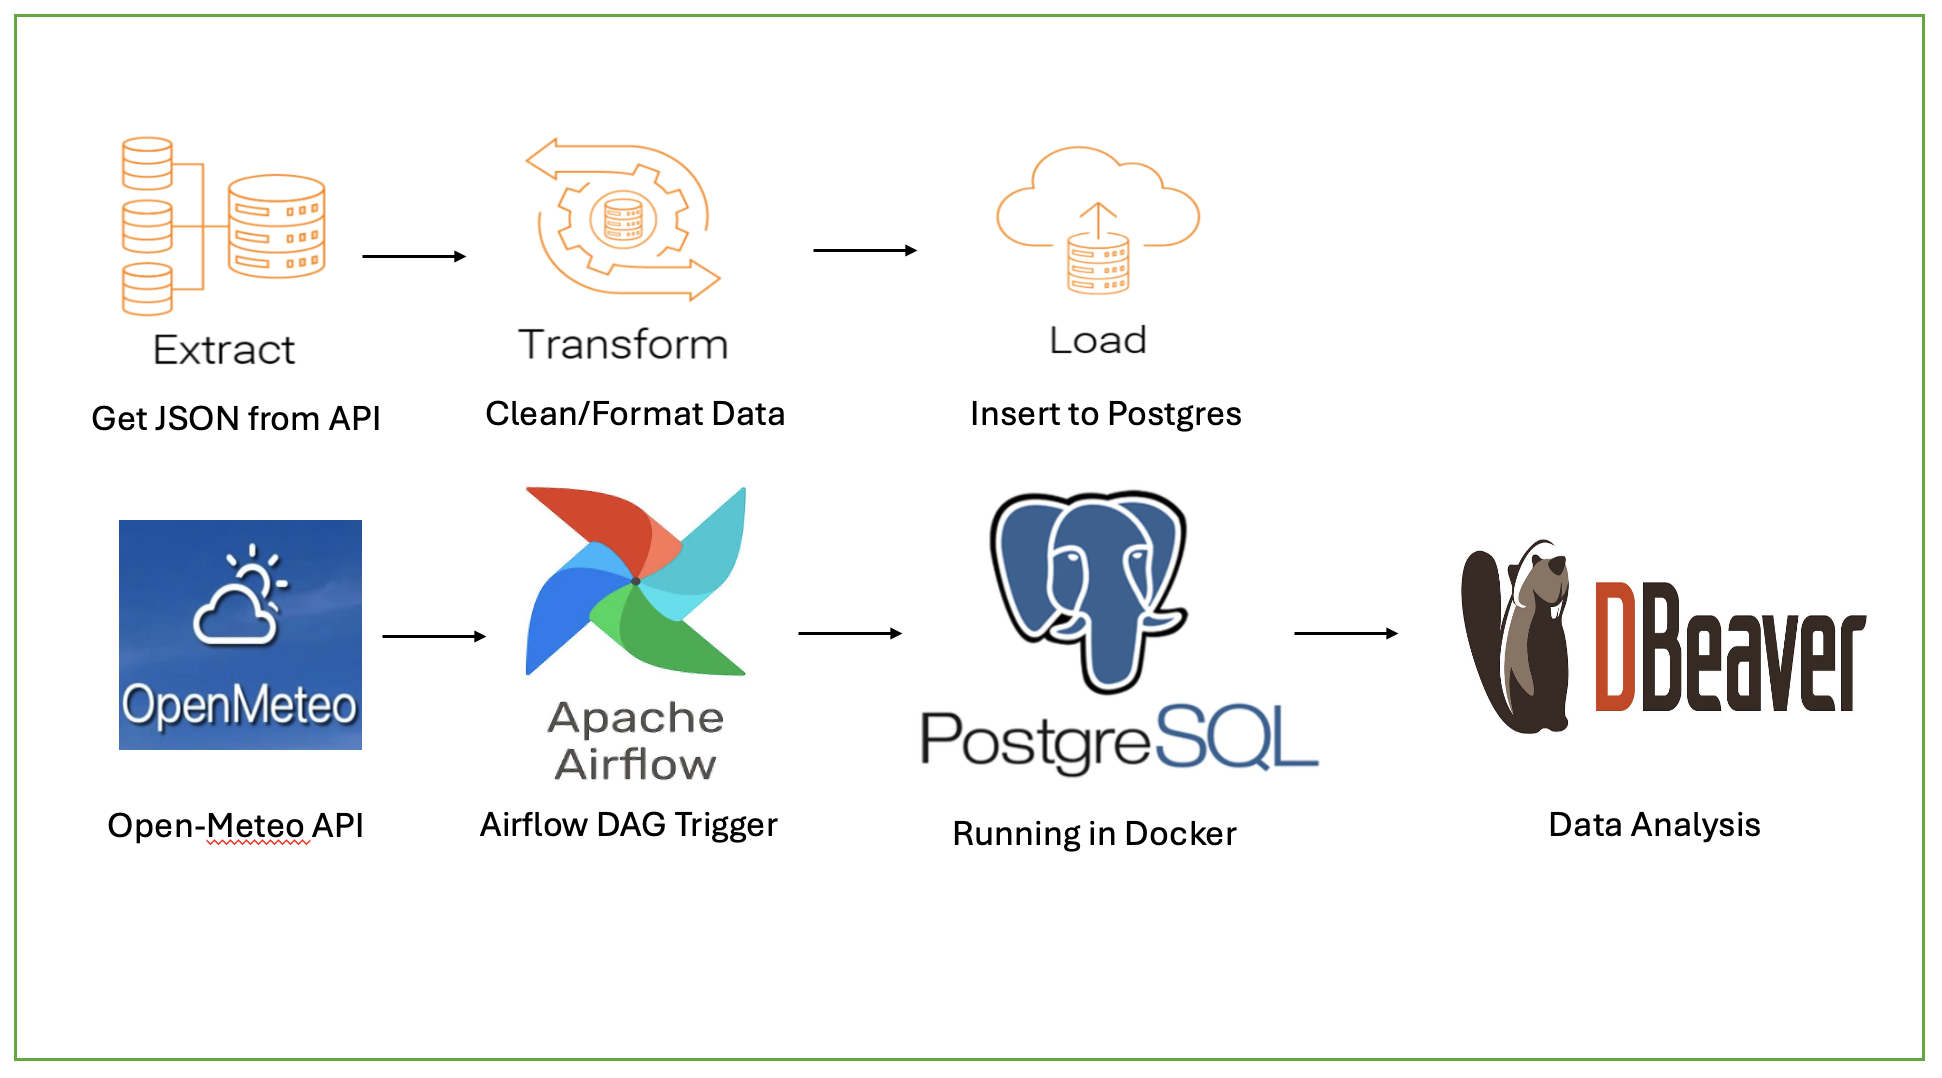 Extract
Transform
Load
Get JSON from API
Clean/Format Data
Insert to Postgres
OpenMeteo
Apache
Airflow
PostgreSQL
DBeaver
Open-Meteo API
Airflow DAG Trigger
Running in Docker
Data Analysis